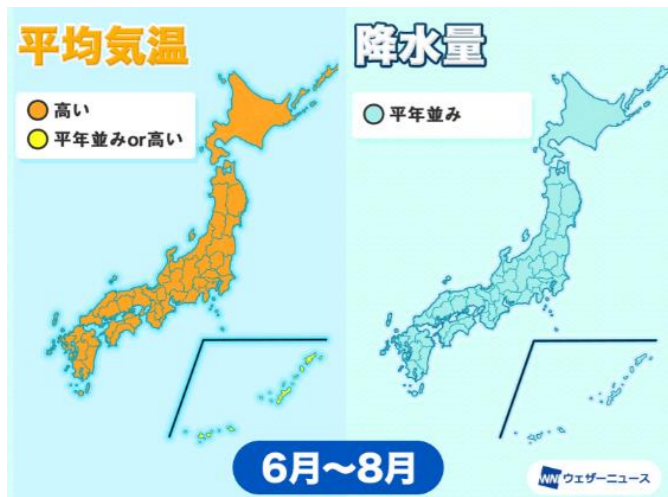 平均気温
高い
平年並みor高い
降水量
平年並み
6月〜8月
WNI ウェザーニュース